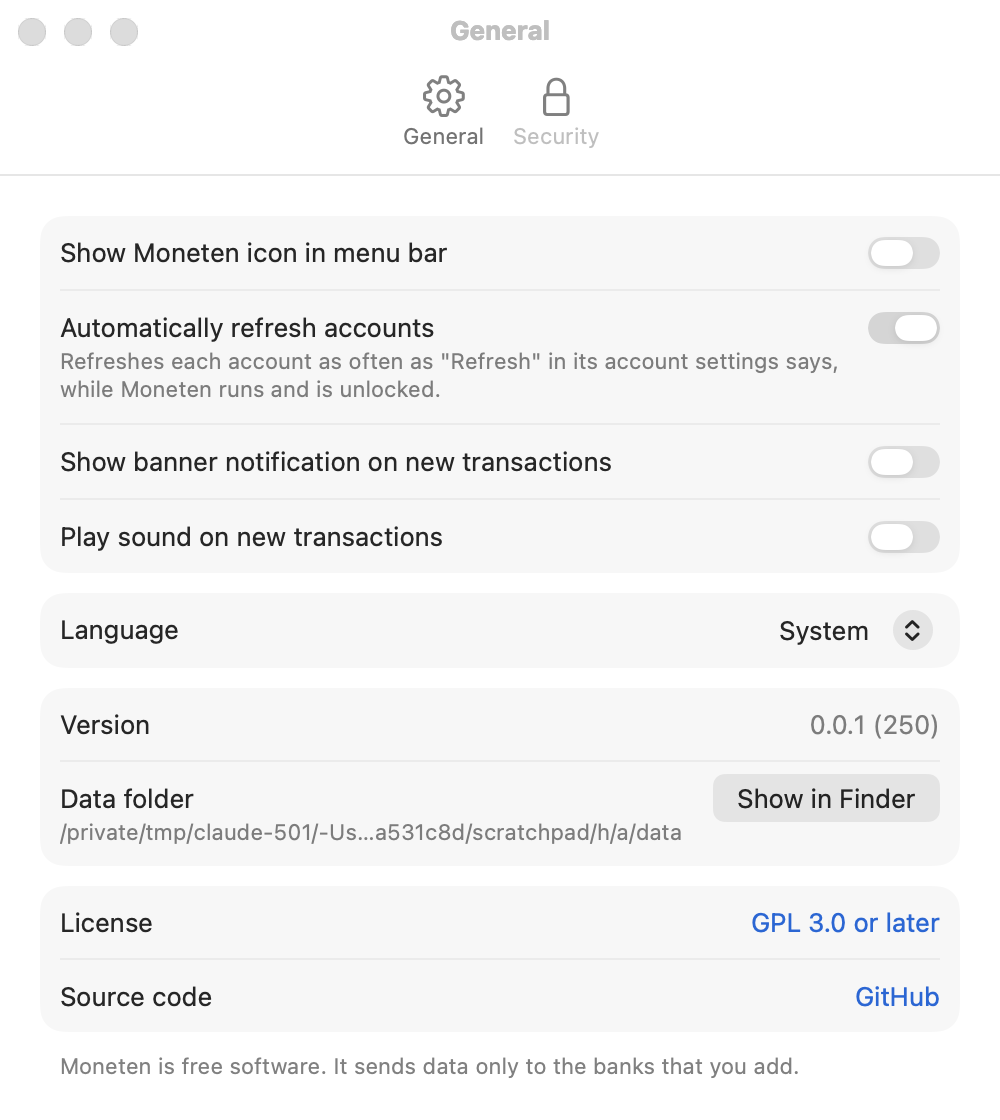 General
General
Security
Show Moneten icon in menu bar
Automatically refresh accounts
Refreshes each account as often as "Refresh" in its account settings says,
while Moneten runs and is unlocked.
Show banner notification on new transactions
Play sound on new transactions
Language
System
Version
0.0.1 (250)
Data folder
Show in Finder
/private/tmp/claude-501/-Us...a531c8d/scratchpad/h/a/data
License
GPL 3.0 or later
Source code
GitHub
Moneten is free software. It sends data only to the banks that you add.